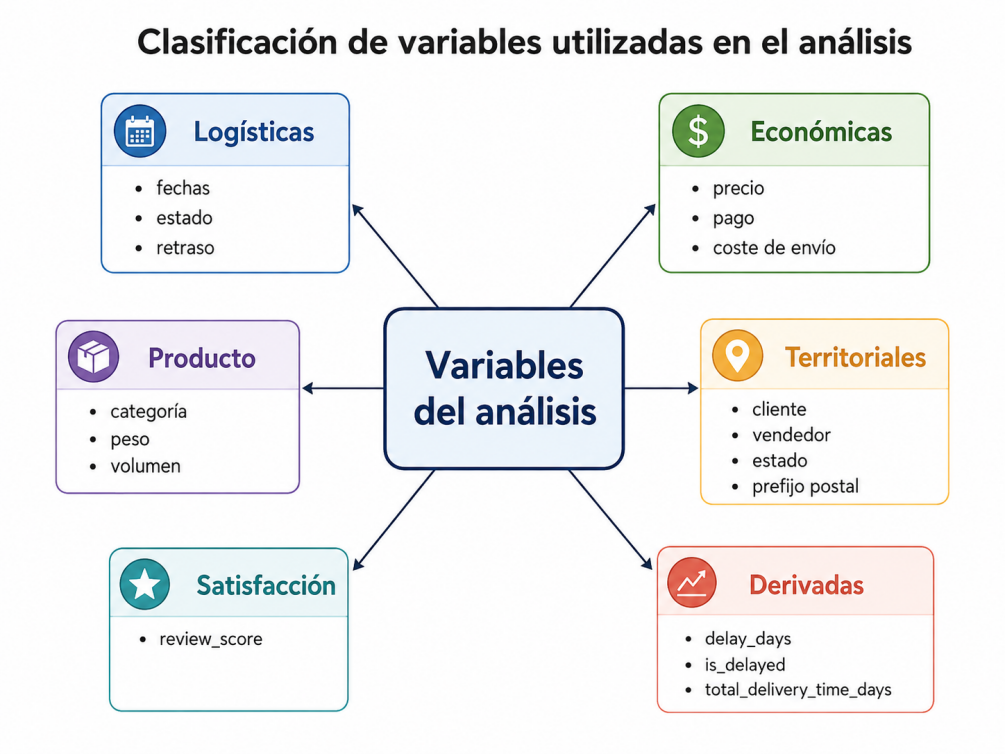 Clasificación de variables utilizadas en el análisis
Logísticas
• fechas
• estado
• retraso
Económicas
• precio
• pago
• coste de envío
Variables
del análisis
Producto
• categoría
• peso
• volumen
Territoriales
• cliente
• vendedor
• estado
• prefijo postal
Satisfacción
• review_score
Derivadas
• delay_days
• is_delayed
• total_delivery_time_days